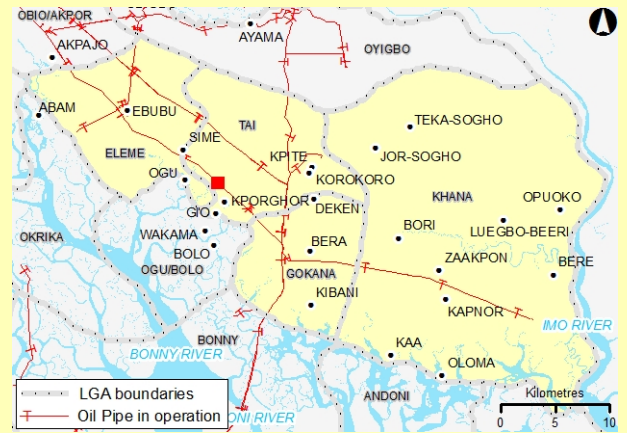 OBIO/AKPOR
AYAMA
AKPAJO
OYIGBO
ABAM
EBUBU
TAI
TEKA-SOGHO
SIME
JOR-SOGHO
ELEME
KPITE
OGU
KOROKORO
KHANA
OPUOKO
KPORGHOR
DEKEN
GIO
LUEGBO-BEERI
WAKAMA
BORI
OKRIKA
BOLO
BERA
ZAAKPON
BERE
OGU/BOLO
GOKANA
KIBANI
KAPNOR
IMO RIVER
BONNY
BONNY RIVER
KAA
OLOMA
ANDONI
Kilometres
LGA boundaries
0 5 10
Oil Pipe in operation
ONI RIVER